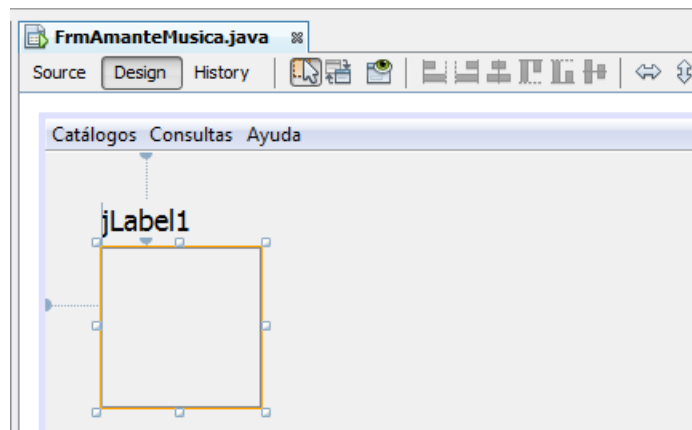 FrmAmanteMusica.java
Source Design History
Catálogos Consultas Ayuda
jLabel1